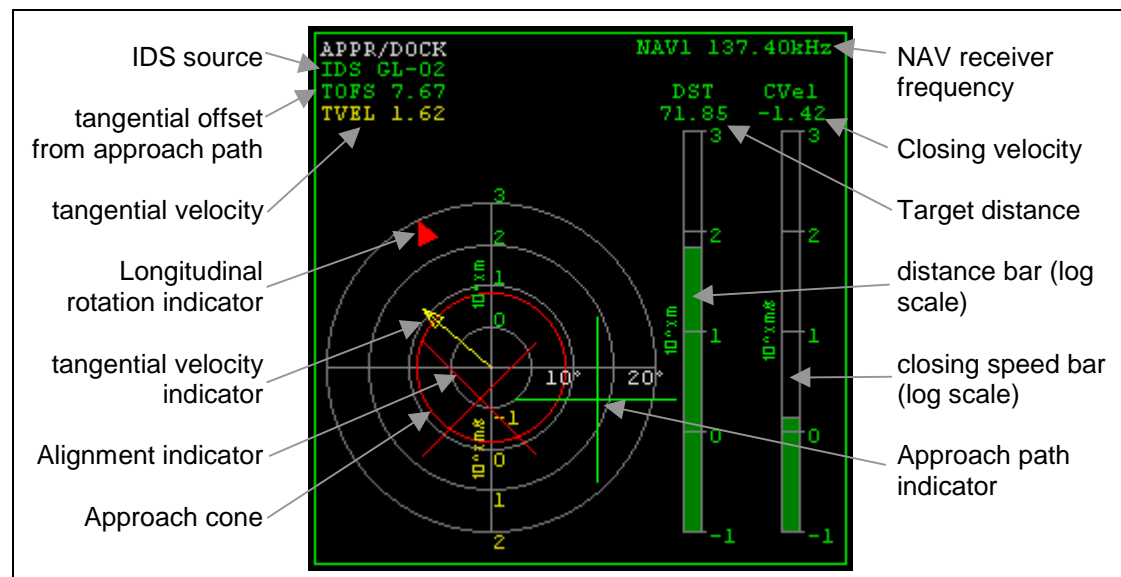 IDS source
tangential offset
from approach path
tangential velocity
Longitudinal
rotation indicator
tangential velocity
indicator
Alignment indicator
Approach cone
APPR/DOCK
IDS GL-02
TOFS 7.67
TVEL 1.62
NAV1 137.40kHz
DST
71.85
CVel
-1.42
3
2
1
0
10^xm
10°
20°
-1
0
1
2
10^xm/s
3
2
1
0
-1
10^xm
3
2
1
0
-1
10^xm/s
NAV receiver
frequency
Closing velocity
Target distance
distance bar (log
scale)
closing speed bar
(log scale)
Approach path
indicator